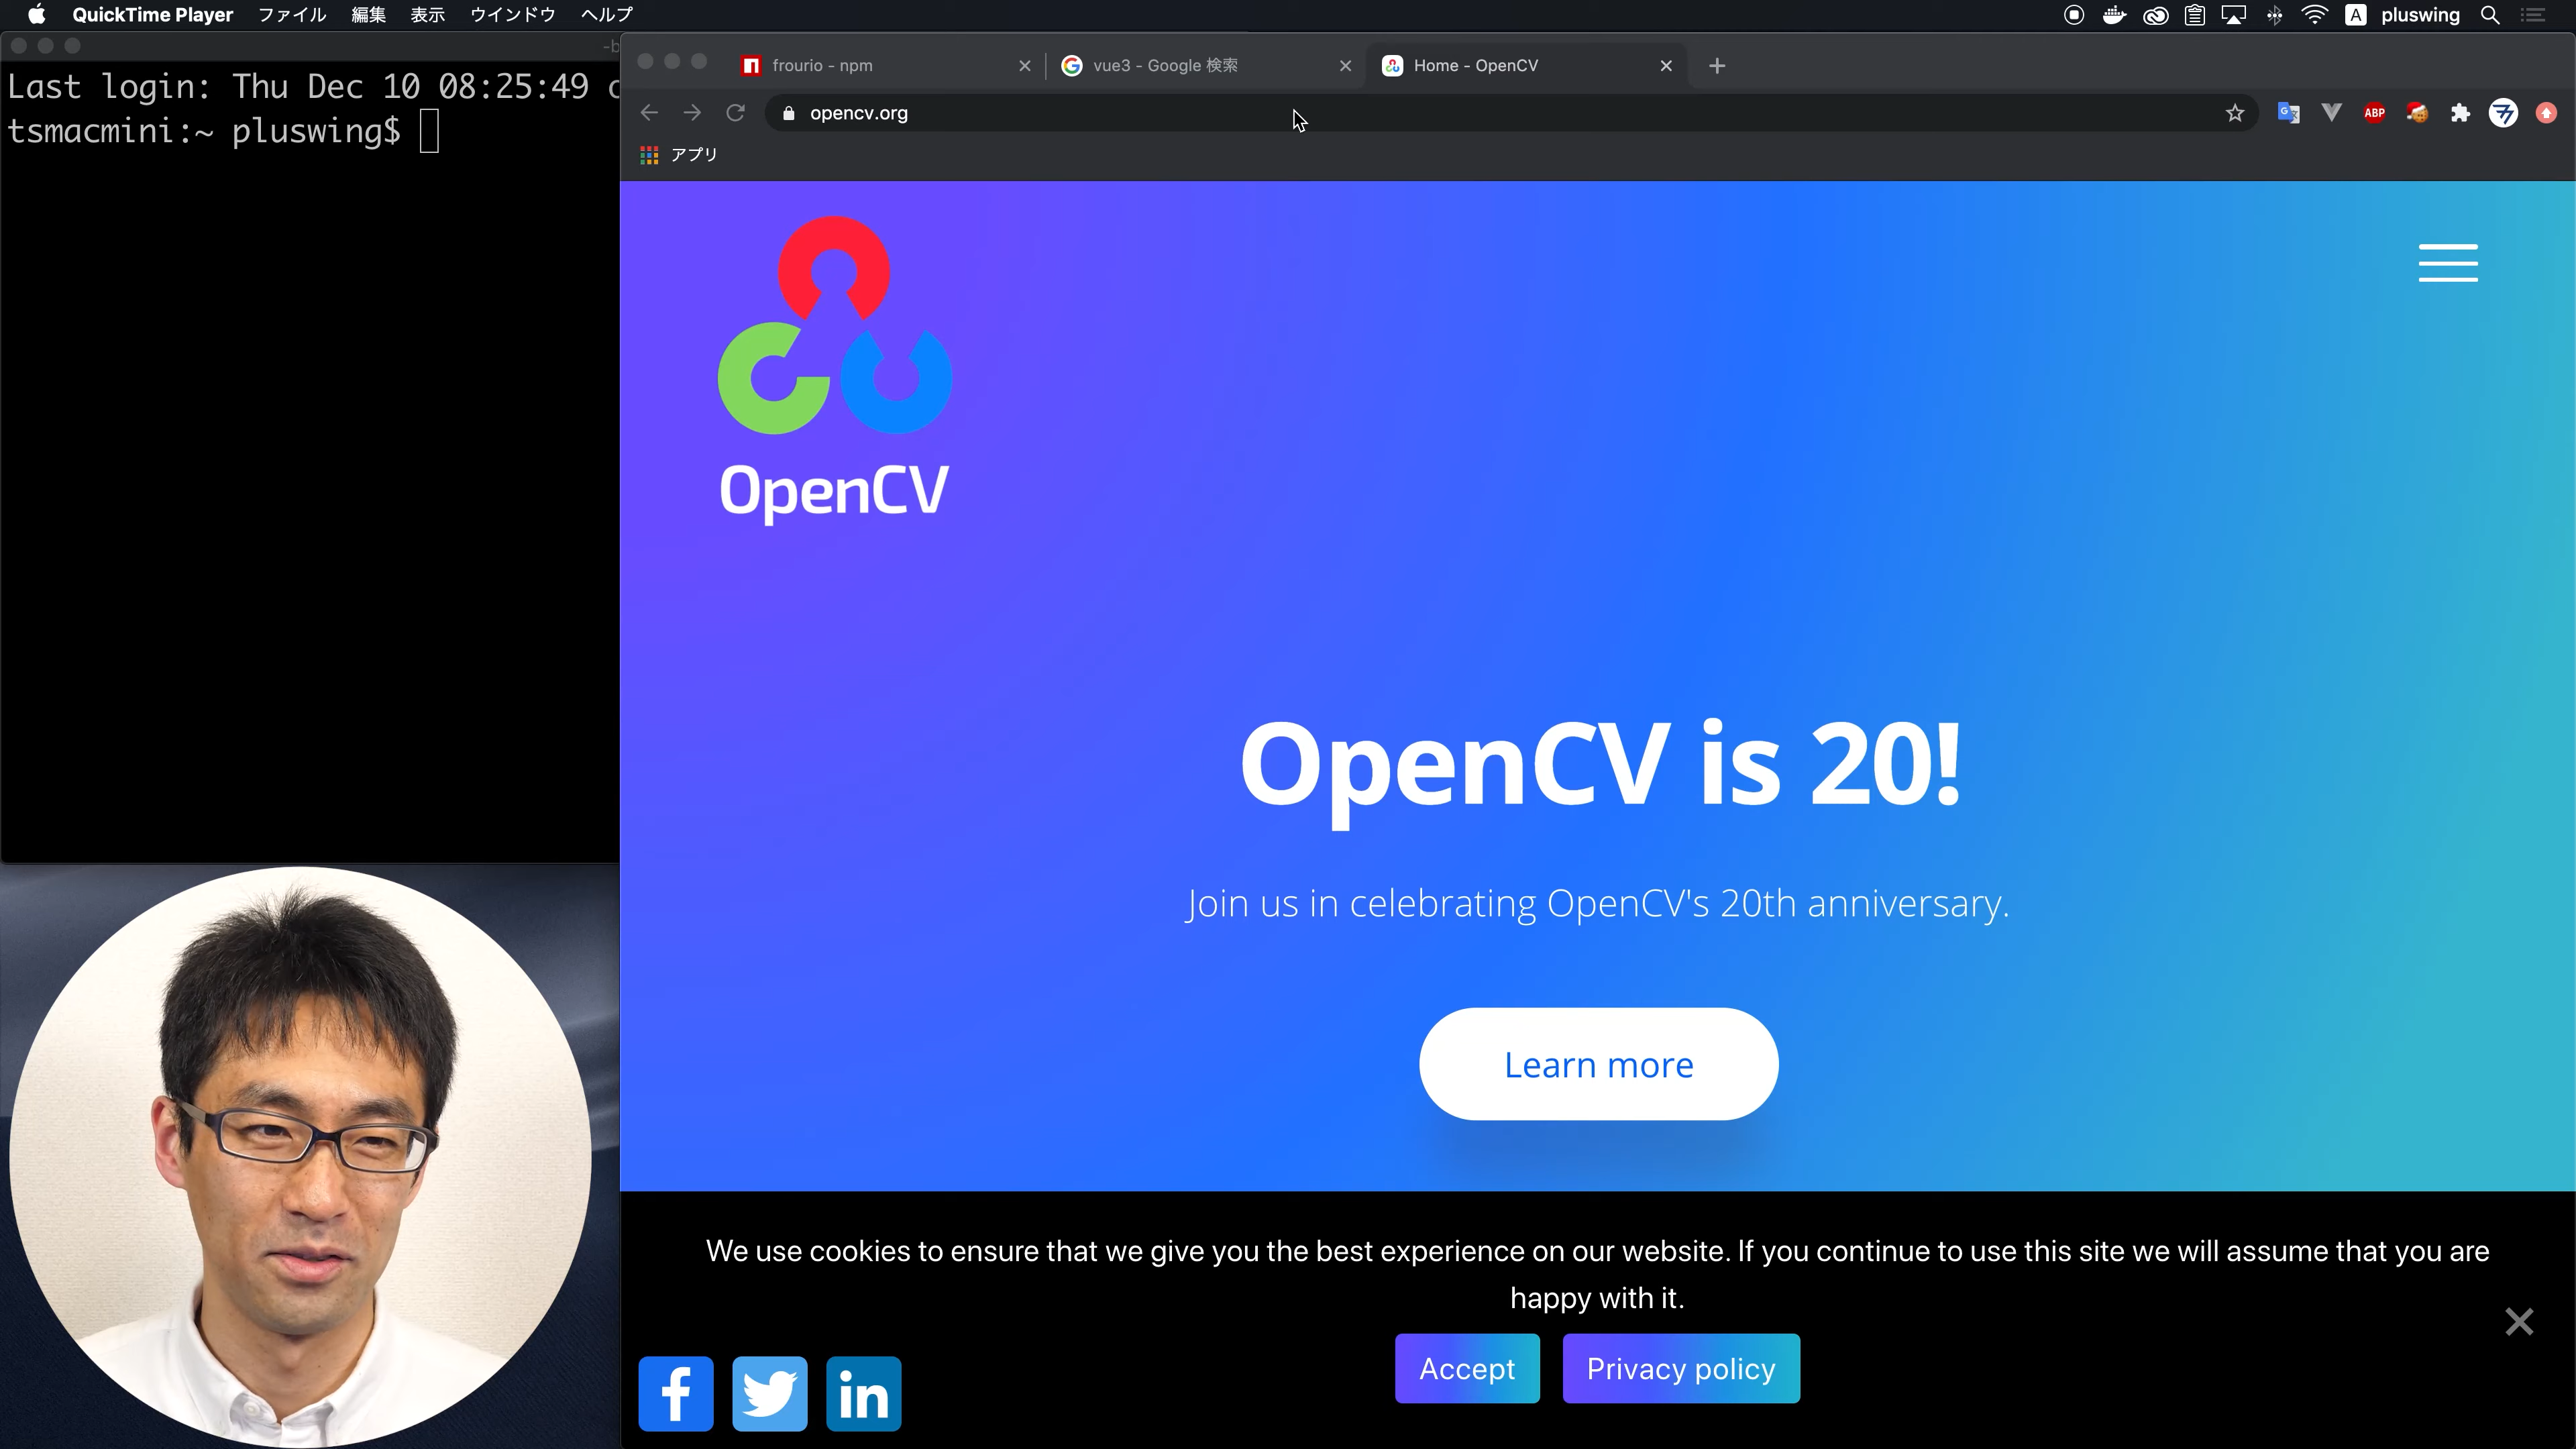 QuickTime Player ファイル 編集 表示 ウインドウ ヘルプ
A pluswing
Last login: Thu Dec 10 08:25:49
tsmacmini:~ pluswing$
frourio - npm
vue3 - Google 検索
Home - OpenCV
opencv.org
ABP
アプリ
OpenCV
OpenCV is 20!
Join us in celebrating OpenCV's 20th anniversary.
Learn more
We use cookies to ensure that we give you the best experience on our website. If you continue to use this site we will assume that you are
happy with it.
Accept Privacy policy